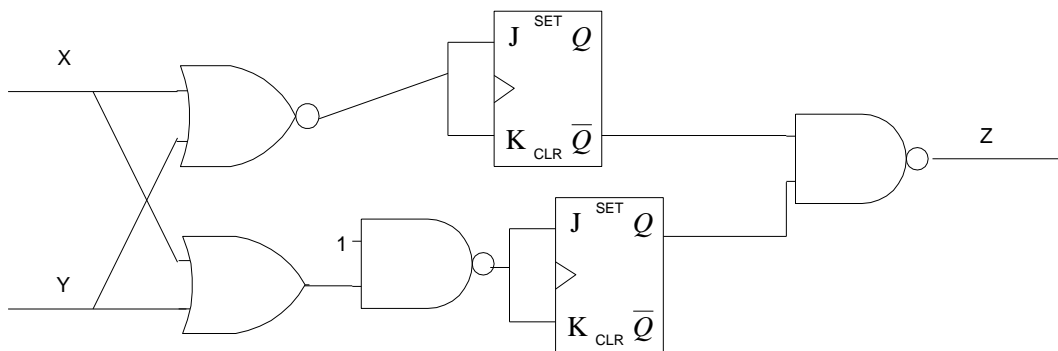 X
Y
1
J SET Q
K CLR Q̅
J SET Q
K CLR Q̅
Z